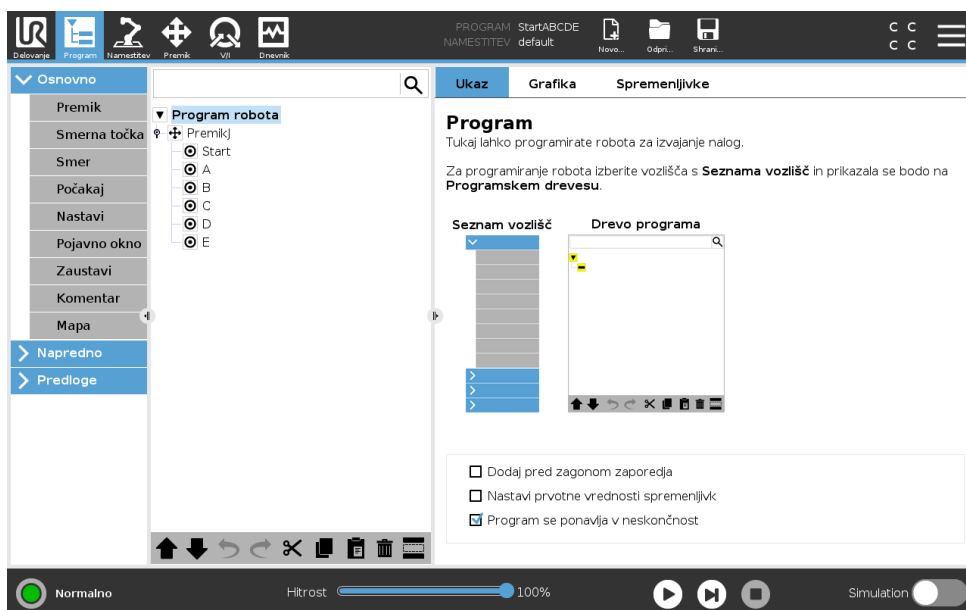 PROGRAM StartABCDE
NAMESTITEV default
C C
C C
Delovanje
Program
Namestitev
Premik
V/I
Dnevnik
Novo...
Odpri...
Shrani...
Osnovno
Premik
Smerna točka
Smer
Počakaj
Nastavi
Pojavno okno
Zaustavi
Komentar
Mapa
Napredno
Predloge
Program robota
PremikJ
Start
A
B
C
D
E
Ukaz
Grafika
Spremenljivke
Program
Tukaj lahko programirate robota za izvajanje nalog.
Za programiranje robota izberite vozlišča s Seznama vozlišč in prikazala se bodo na
Programskem drevesu.
Seznam vozlišč
Drevo programa
Dodaj pred zagonom zaporedja
Nastavi prvotne vrednosti spremenljivk
Program se ponavlja v neskončnost
Normalno
Hitrost
100%
Simulation